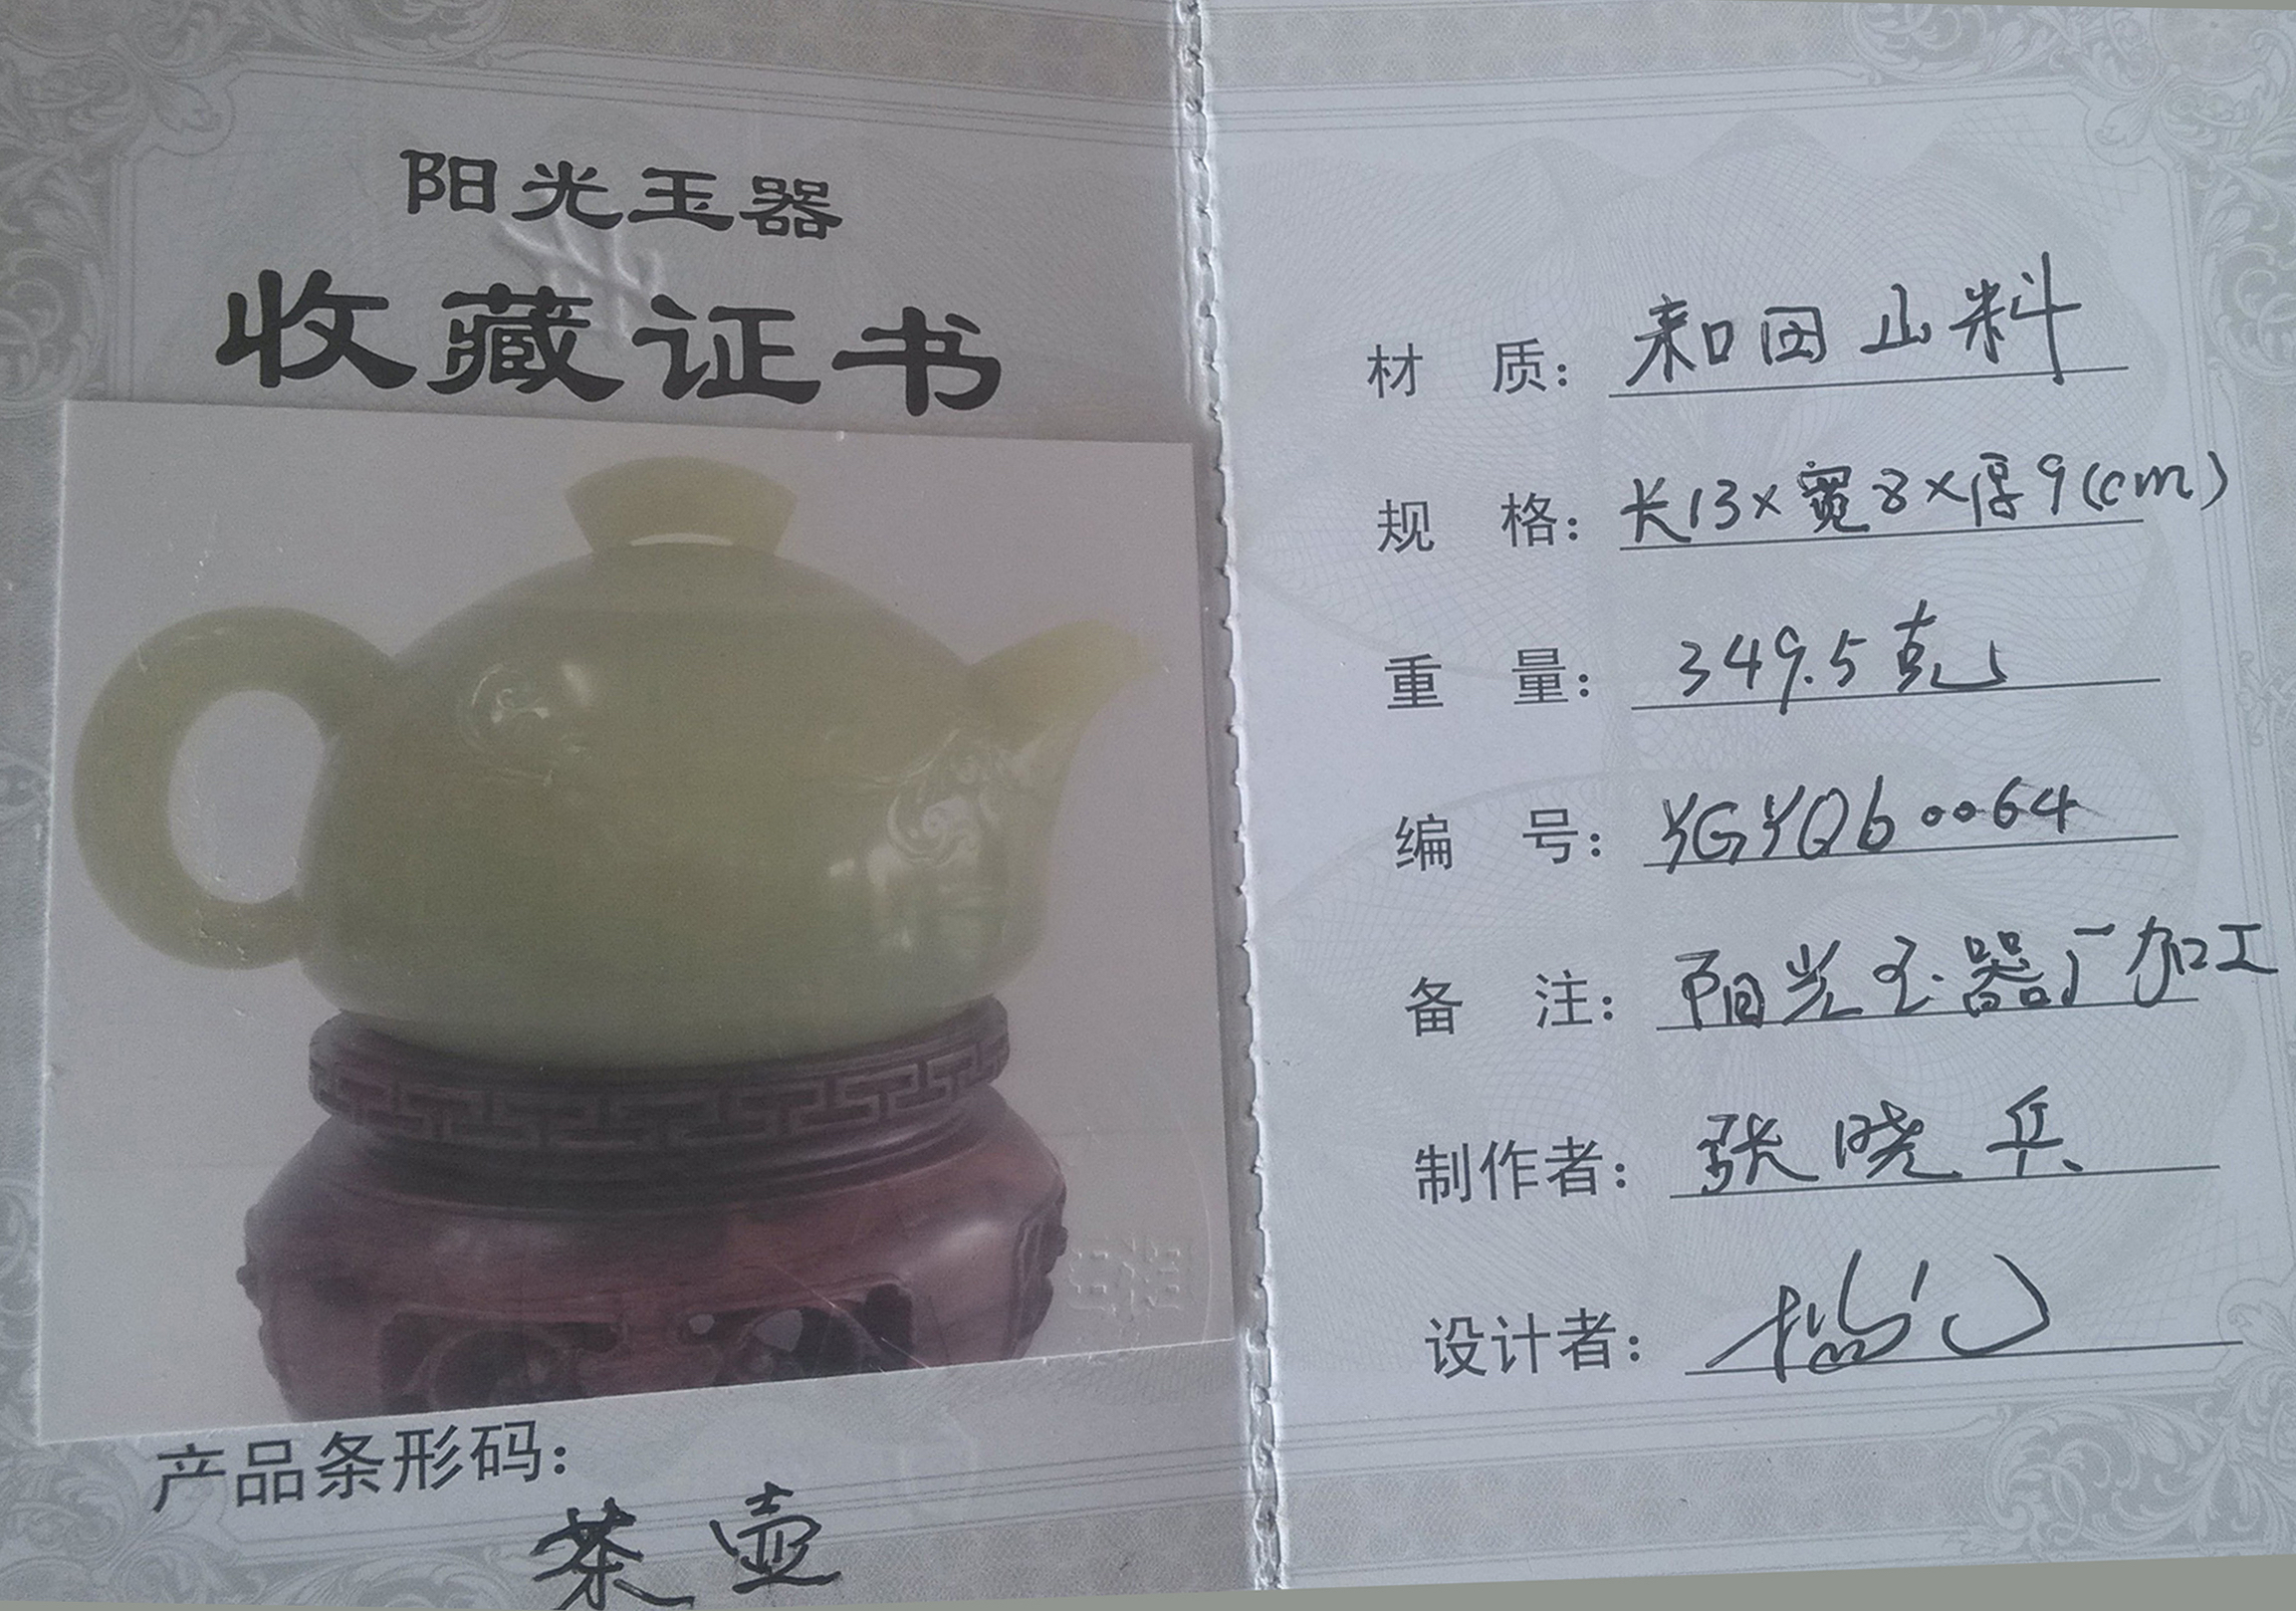 阳光玉器
收藏证书
产品条形码：
茶壶
材 质：和田山料
规 格：长13×宽8×厚9(cm)
重 量：349.5克
编 号：YGYQb0064
备 注：阳光玉器厂加工
制作者：张晓兵
设计者：